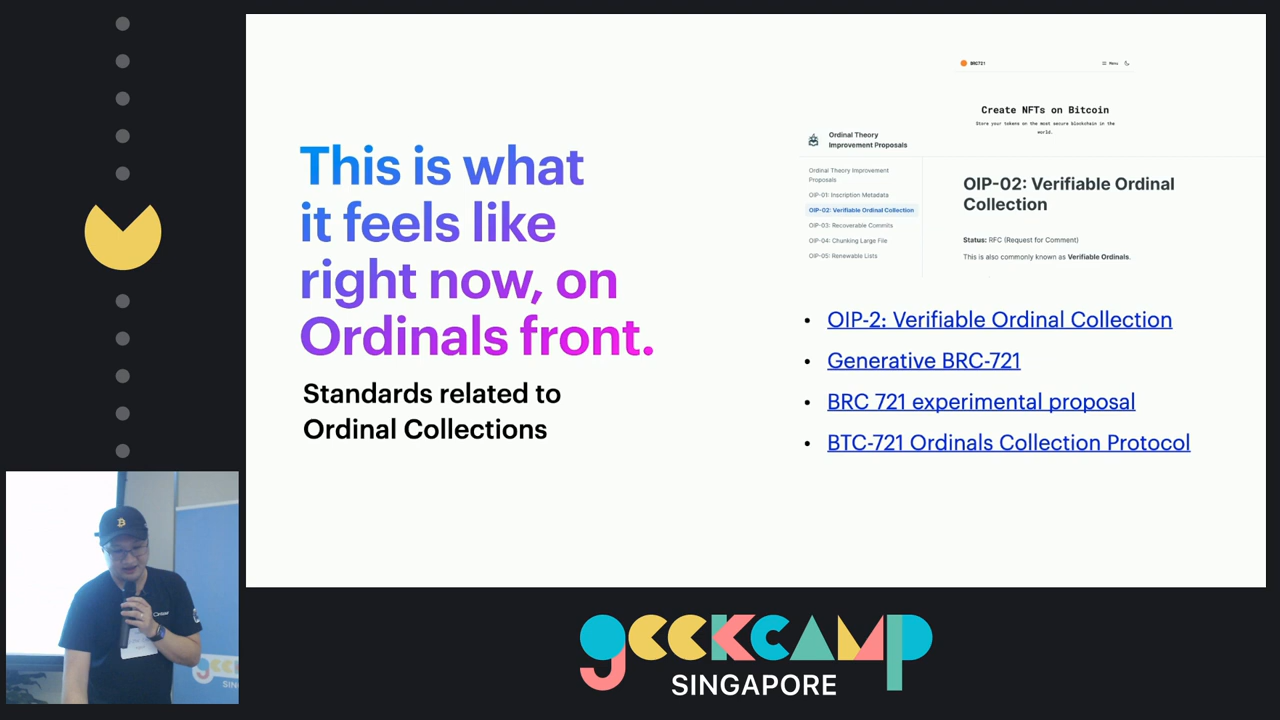 This is what
it feels like
right now, on
Ordinals front.
Standards related to
Ordinal Collections
BRC721
Menu
Create NFTs on Bitcoin
Store your tokens on the most secure blockchain in the
world.
Ordinal Theory
Improvement Proposals
Ordinal Theory Improvement
Proposals
OIP-01: Inscription Metadata
OIP-02: Verifiable Ordinal Collection
OIP-03: Recoverable Commits
OIP-04: Chunking Large File
OIP-05: Renewable Lists
OIP-02: Verifiable Ordinal
Collection
Status: RFC (Request for Comment)
This is also commonly known as Verifiable Ordinals.
• OIP-2: Verifiable Ordinal Collection
• Generative BRC-721
• BRC 721 experimental proposal
• BTC-721 Ordinals Collection Protocol
geekcamp
SINGAPORE